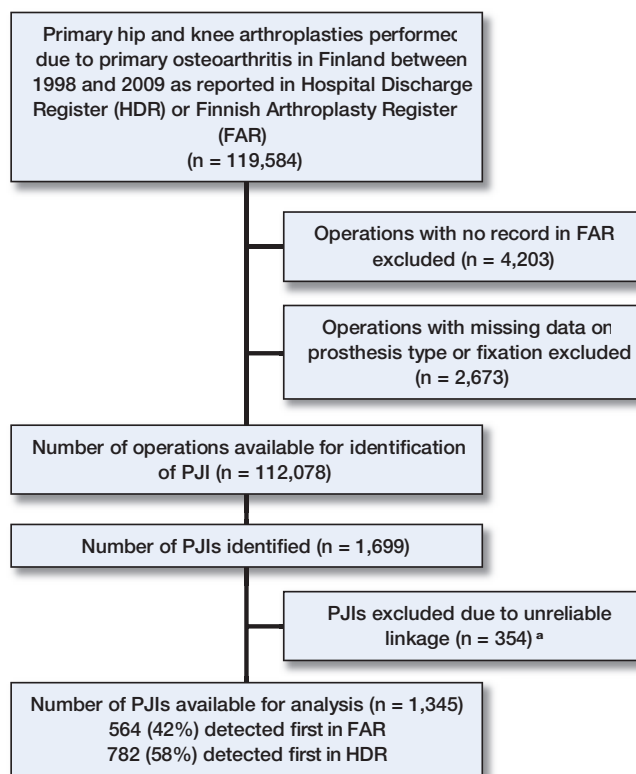 Primary hip and knee arthroplasties performed
due to primary osteoarthritis in Finland between
1998 and 2009 as reported in Hospital Discharge
Register (HDR) or Finnish Arthroplasty Register
(FAR)
(n = 119,584)
Operations with no record in FAR
excluded (n = 4,203)
Operations with missing data on
prosthesis type or fixation excluded
(n = 2,673)
Number of operations available for identification
of PJI (n = 112,078)
Number of PJIs identified (n = 1,699)
PJIs excluded due to unreliable
linkage (n = 354) a
Number of PJIs available for analysis (n = 1,345)
564 (42%) detected first in FAR
782 (58%) detected first in HDR